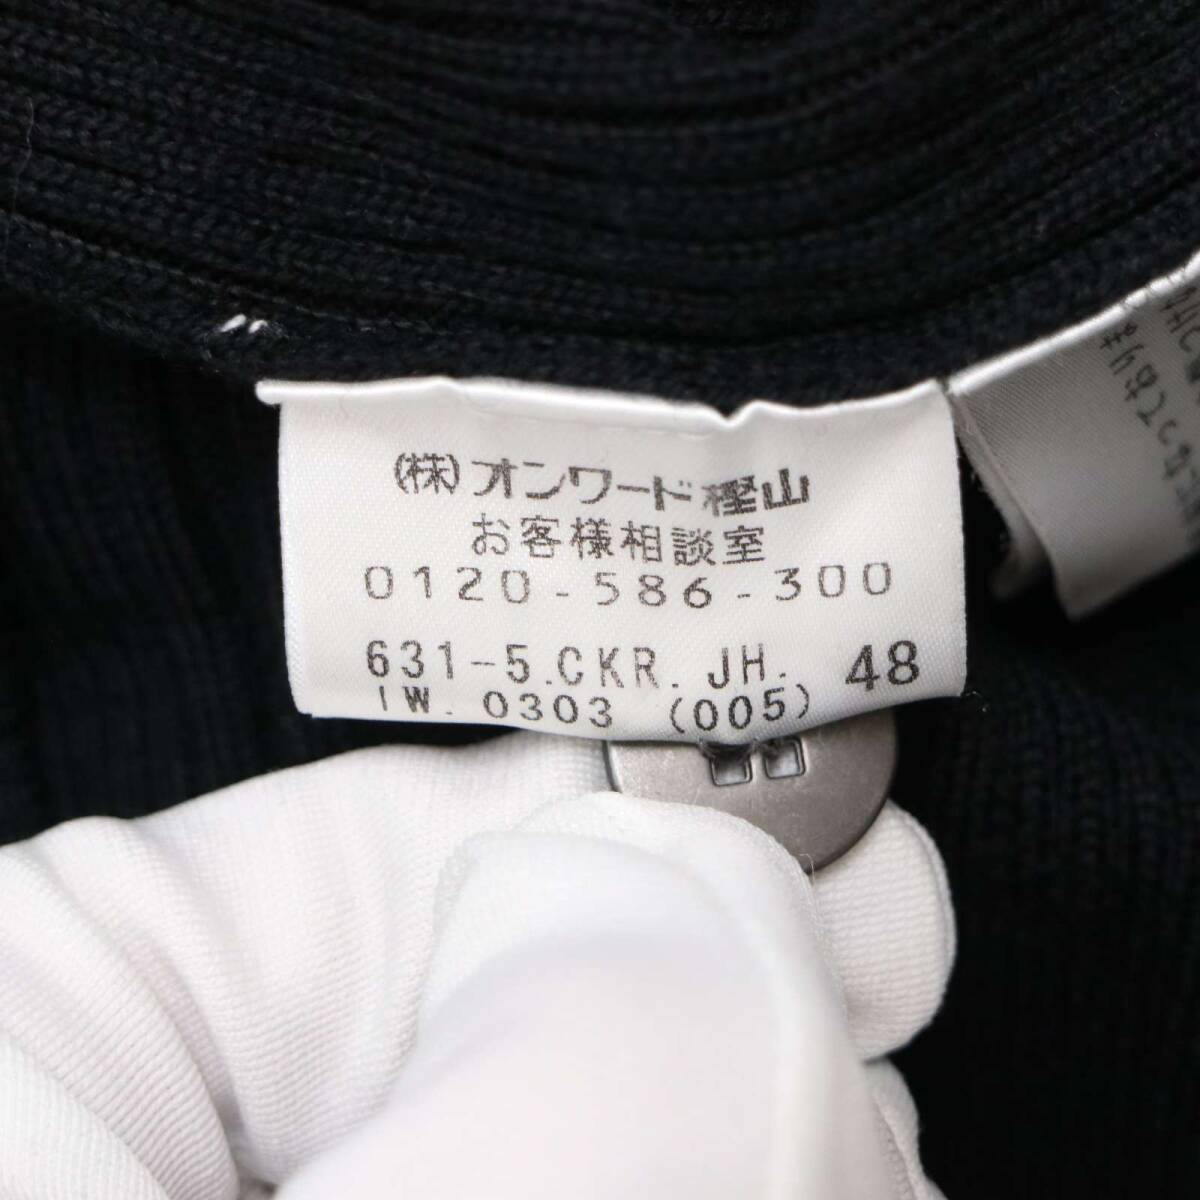 (株)オンワード樫山
お客様相談室
0120-586-300
631-5.CKR. JH. 48
IW. 0303 (005)